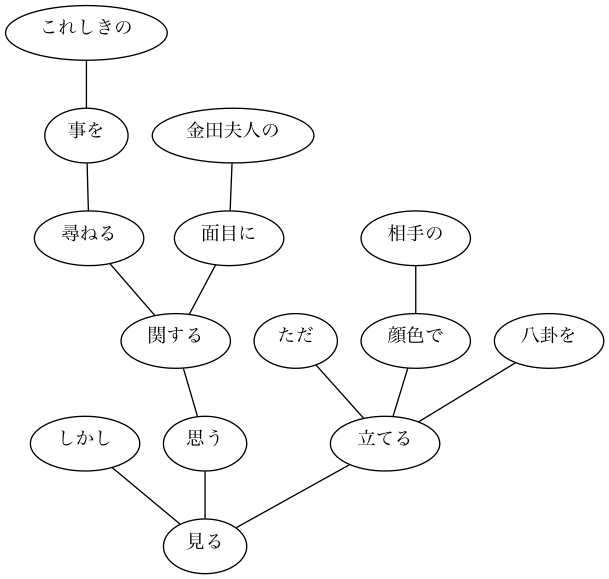 これしきの
事を
金田夫人の
尋ねる
面目に
相手の
関する
ただ
顔色で
八卦を
しかし
思う
立てる
見る